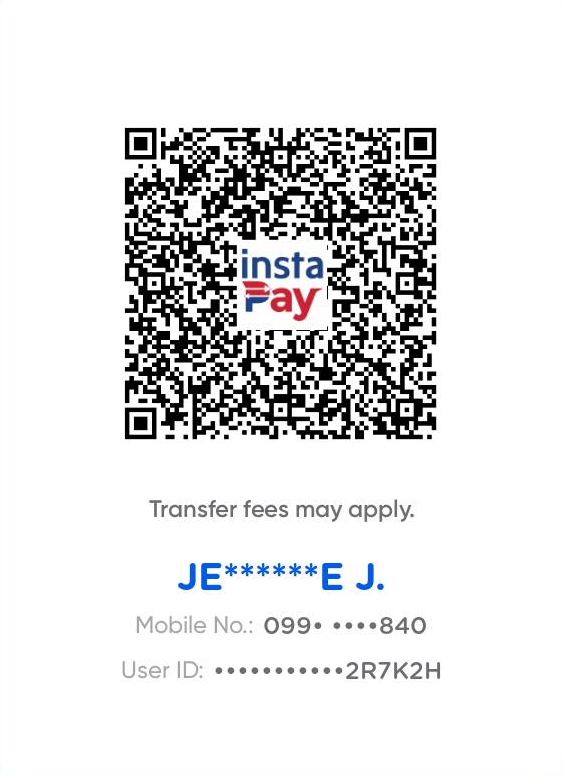 insta
Pay
Transfer fees may apply.
JE******E J.
Mobile No.: 099• ••••840
User ID: •••••••••••2R7K2H